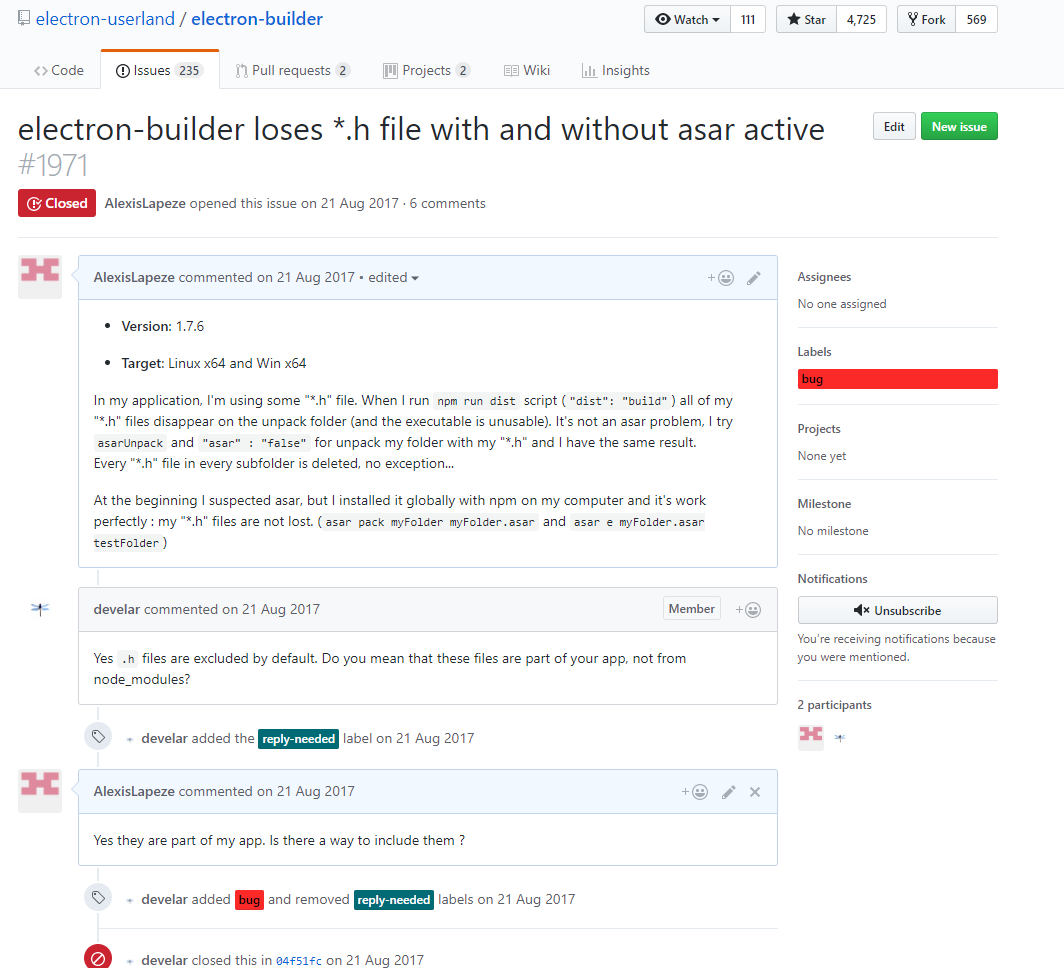 electron-userland / electron-builder
Watch 111 Star 4,725 Fork 569
Code Issues 235 Pull requests 2 Projects 2 Wiki Insights
electron-builder loses *.h file with and without asar active
#1971
Edit New issue
Closed AlexisLapeze opened this issue on 21 Aug 2017 · 6 comments
AlexisLapeze commented on 21 Aug 2017 • edited
• Version: 1.7.6
• Target: Linux x64 and Win x64
In my application, I'm using some "*.h" file. When I run npm run dist script ( "dist": "build" ) all of my
"*.h" files disappear on the unpack folder (and the executable is unusable). It's not an asar problem, I try
asarUnpack and "asar" : "false" for unpack my folder with my "*.h" and I have the same result.
Every "*.h" file in every subfolder is deleted, no exception...
At the beginning I suspected asar, but I installed it globally with npm on my computer and it's work
perfectly : my "*.h" files are not lost. ( asar pack myFolder myFolder.asar and asar e myFolder.asar
testFolder )
develar commented on 21 Aug 2017 Member
Yes .h files are excluded by default. Do you mean that these files are part of your app, not from
node_modules?
develar added the reply-needed label on 21 Aug 2017
AlexisLapeze commented on 21 Aug 2017
Yes they are part of my app. Is there a way to include them ?
develar added bug and removed reply-needed labels on 21 Aug 2017
develar closed this in 04f51fc on 21 Aug 2017
Assignees
No one assigned
Labels
bug
Projects
None yet
Milestone
No milestone
Notifications
Unsubscribe
You're receiving notifications because
you were mentioned.
2 participants